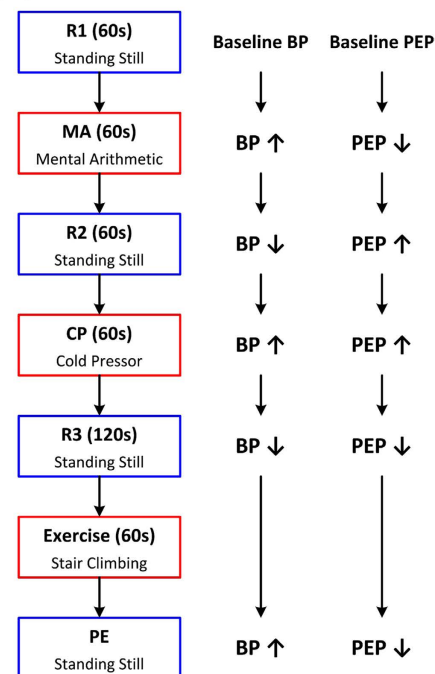 R1 (60s)
Standing Still
Baseline BP
Baseline PEP
MA (60s)
Mental Arithmetic
BP ↑
PEP ↓
R2 (60s)
Standing Still
BP ↓
PEP ↑
CP (60s)
Cold Pressor
BP ↑
PEP ↑
R3 (120s)
Standing Still
BP ↓
PEP ↓
Exercise (60s)
Stair Climbing
PE
Standing Still
BP ↑
PEP ↓